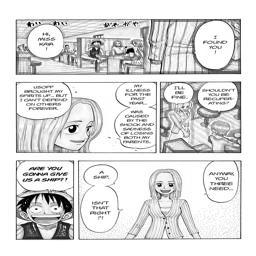 I
FOUND
YOU
!
HI,
MISS
KAYA.
SHOULDN'T
YOU BE
RECUPER-
ATING?
I'LL
BE
FINE.
MY
ILLNESS
FOR THE
PAST
YEAR...
WAS
CAUSED BY
THE SHOCK
AND SADNESS
OF LOSING
BOTH MY
PARENTS.
USOPP
BROUGHT MY
SPIRITS UP... BUT
I CAN'T DEPEND
ON OTHERS
FOREVER.
ANYWAY,
YOU
THREE
NEED...
A
SHIP.
ISN'T
THAT
RIGHT?!
ARE YOU
GONNA GIVE
US A SHIP?!